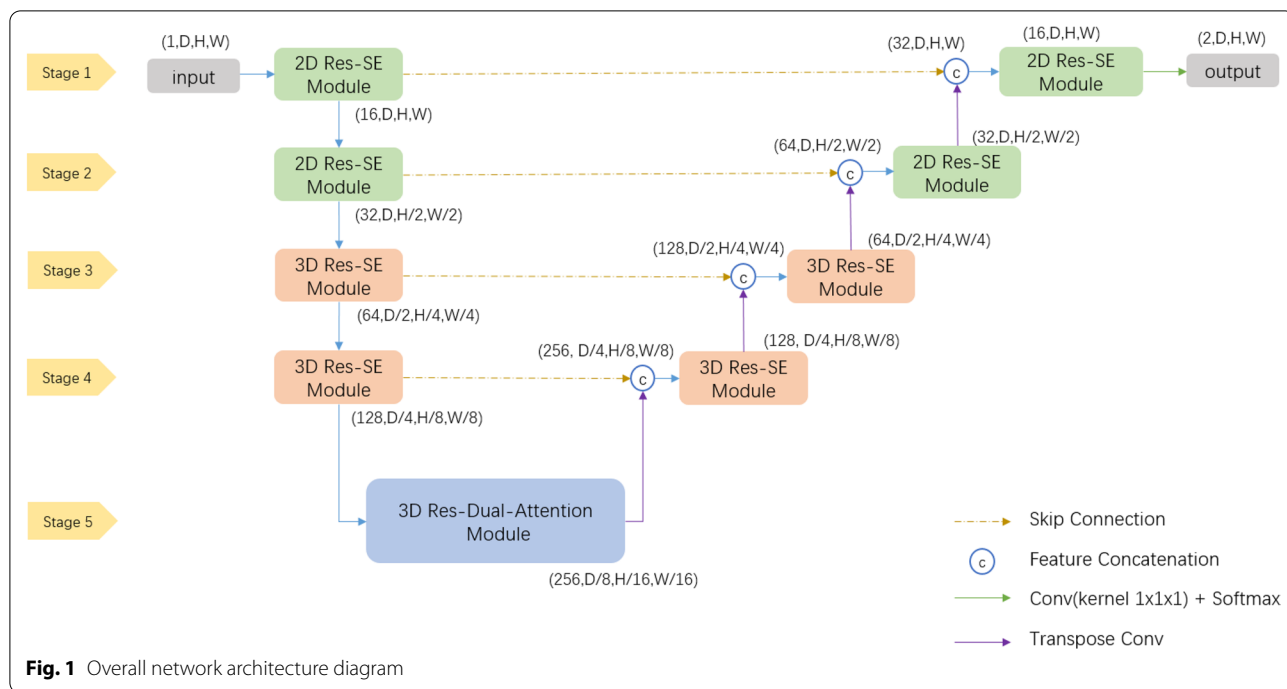 (1,D,H,W)
(32,D,H,W)
(16,D,H,W)
(2,D,H,W)
Stage 1
input
2D Res-SE
Module
c
2D Res-SE
Module
output
(16,D,H,W)
(64,D,H/2,W/2)
(32,D,H/2,W/2)
Stage 2
2D Res-SE
Module
c
2D Res-SE
Module
(32,D,H/2,W/2)
(128,D/2,H/4,W/4)
(64,D/2,H/4,W/4)
Stage 3
3D Res-SE
Module
c
3D Res-SE
Module
(64,D/2,H/4,W/4)
(256, D/4,H/8,W/8)
(128, D/4,H/8,W/8)
Stage 4
3D Res-SE
Module
c
3D Res-SE
Module
(128,D/4,H/8,W/8)
Stage 5
3D Res-Dual-Attention
Module
(256,D/8,H/16,W/16)
Skip Connection
c
Feature Concatenation
Conv(kernel 1x1x1) + Softmax
Transpose Conv
Fig. 1 Overall network architecture diagram